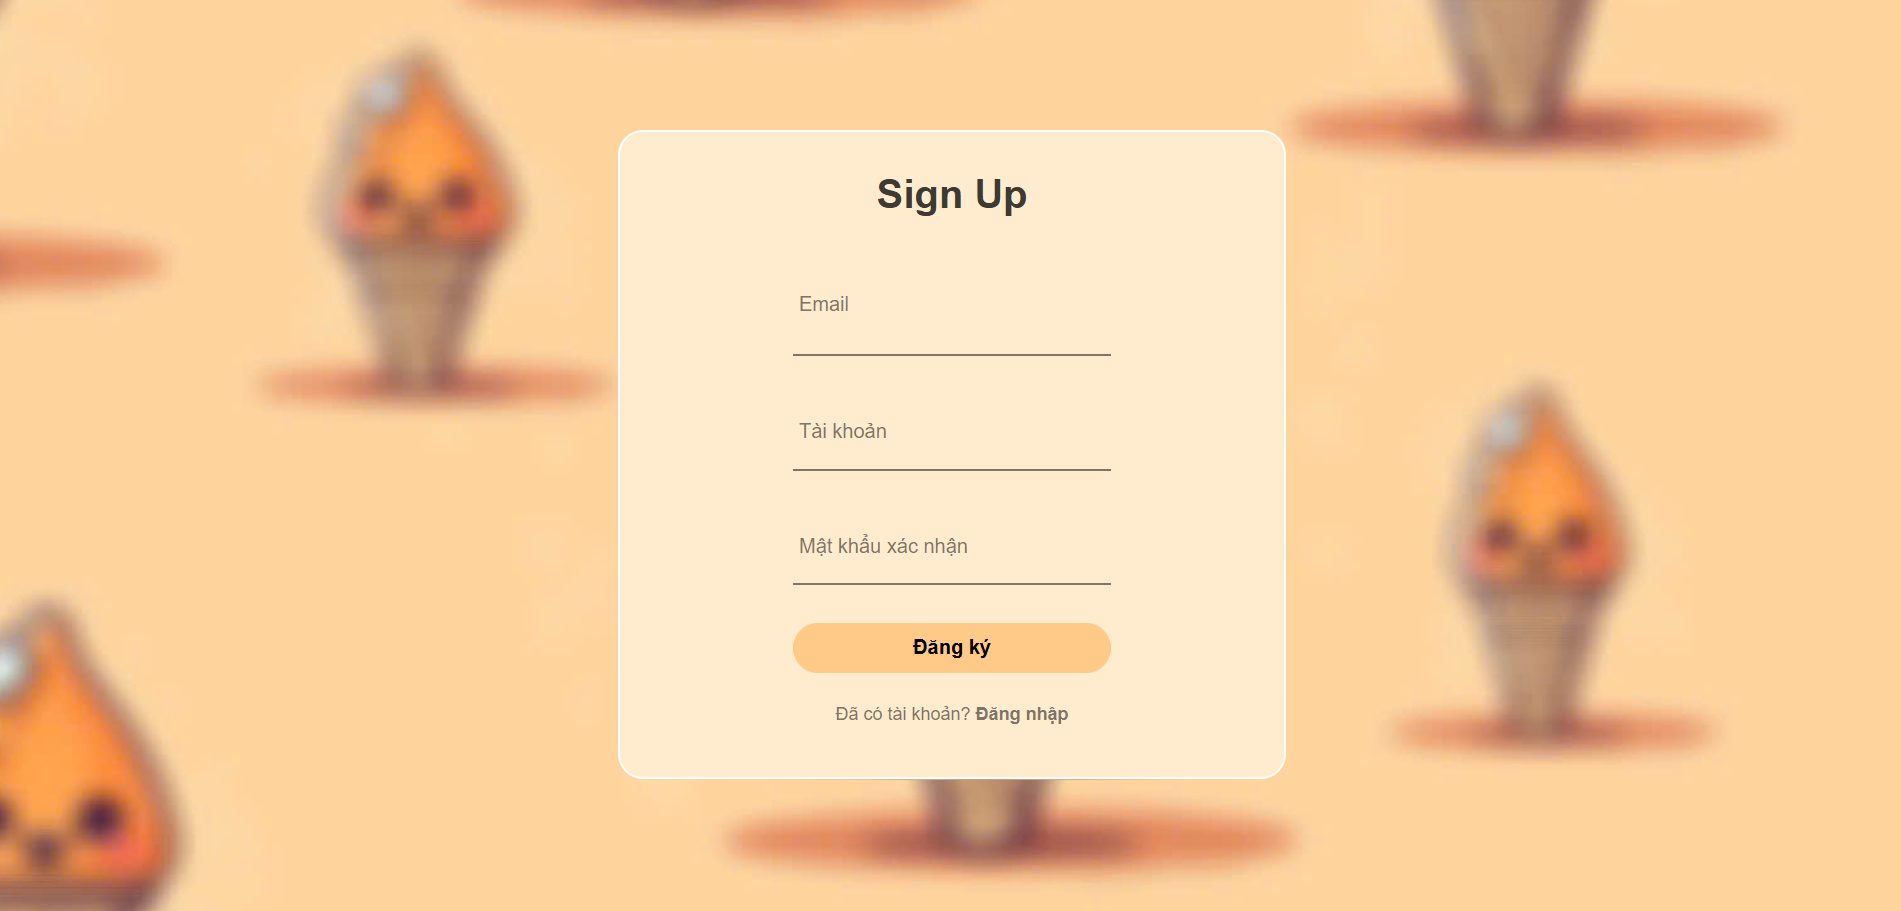 Sign Up
Email
Tài khoản
Mật khẩu xác nhận
Đăng ký
Đã có tài khoản? Đăng nhập